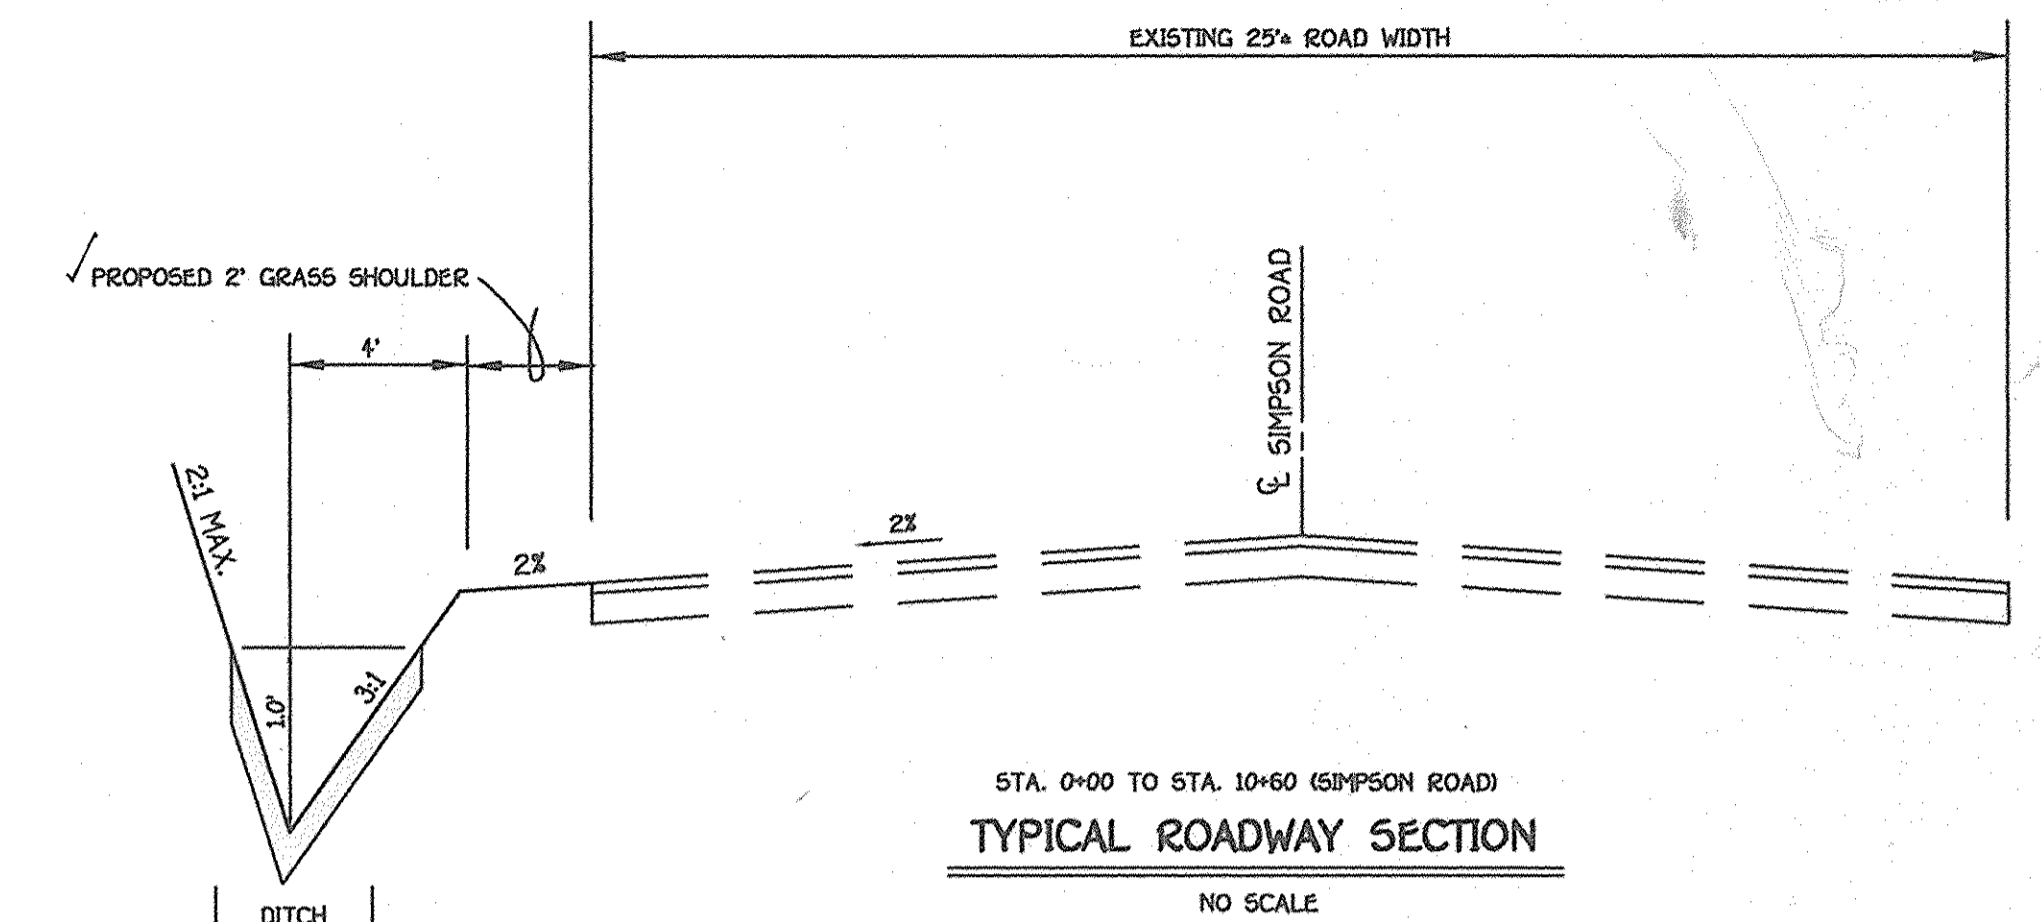 EXISTING 25'± ROAD WIDTH
✓ PROPOSED 2' GRASS SHOULDER
4'
℄ SIMPSON ROAD
2:1 MAX.
2%
2%
1.0'
3:1
STA. 0+00 TO STA. 10+60 (SIMPSON ROAD)
TYPICAL ROADWAY SECTION
NO SCALE
DITCH